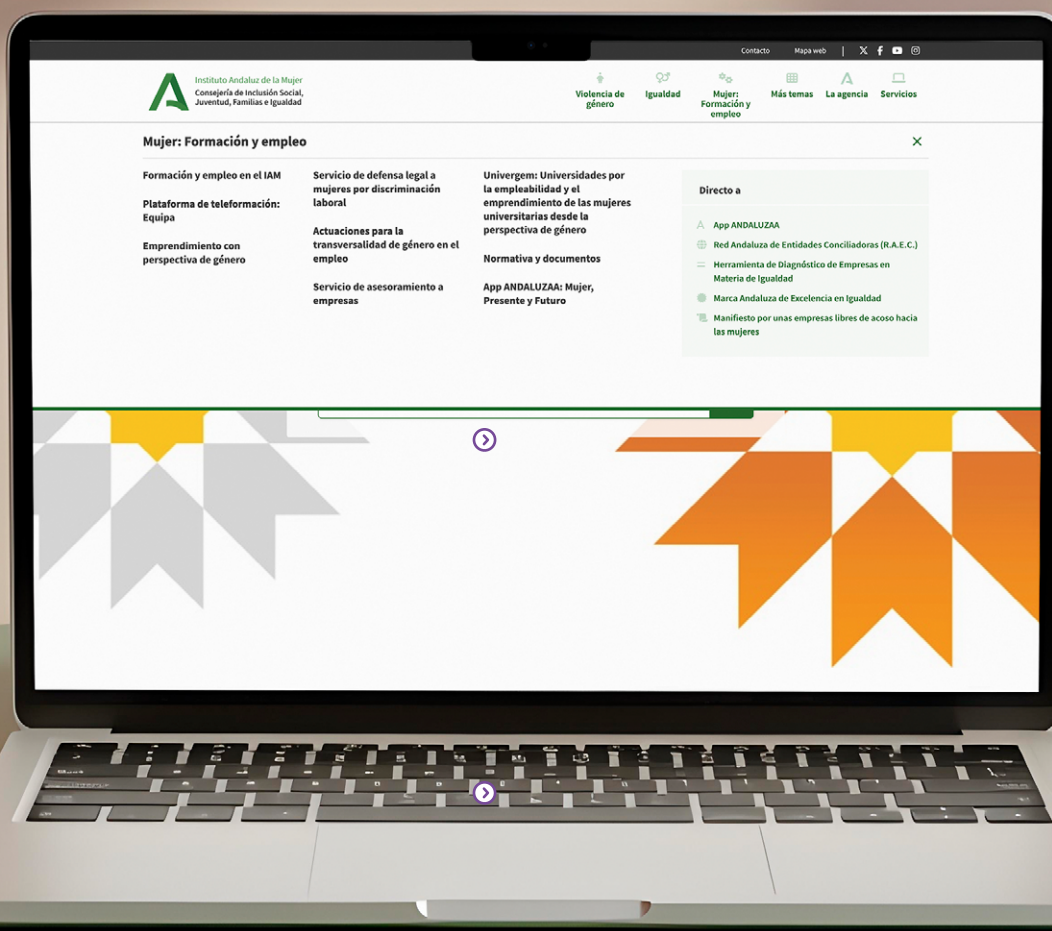 Contacto Mapa web
Instituto Andaluz de la Mujer
Consejería de Inclusión Social,
Juventud, Familias e Igualdad
Violencia de
género
Igualdad
Mujer:
Formación y
empleo
Más temas
La agencia
Servicios
Mujer: Formación y empleo
Formación y empleo en el IAM
Plataforma de teleformación:
Equipa
Emprendimiento con
perspectiva de género
Servicio de defensa legal a
mujeres por discriminación
laboral
Actuaciones para la
transversalidad de género en el
empleo
Servicio de asesoramiento a
empresas
Univergem: Universidades por
la empleabilidad y el
emprendimiento de las mujeres
universitarias desde la
perspectiva de género
Normativa y documentos
App ANDALUZAA: Mujer,
Presente y Futuro
Directo a
App ANDALUZAA
Red Andaluza de Entidades Conciliadoras (R.A.E.C.)
Herramienta de Diagnóstico de Empresas en
Materia de Igualdad
Marca Andaluza de Excelencia en Igualdad
Manifiesto por unas empresas libres de acoso hacia
las mujeres